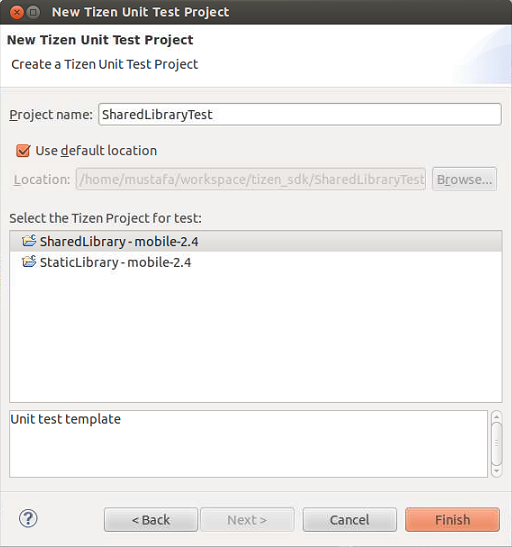 New Tizen Unit Test Project
New Tizen Unit Test Project
Create a Tizen Unit Test Project
Project name: SharedLibraryTest
Use default location
Location: /home/mustafa/workspace/tizen_sdk/SharedLibraryTest Browse...
Select the Tizen Project for test:
SharedLibrary - mobile-2.4
StaticLibrary - mobile-2.4
Unit test template
? < Back Next > Cancel Finish